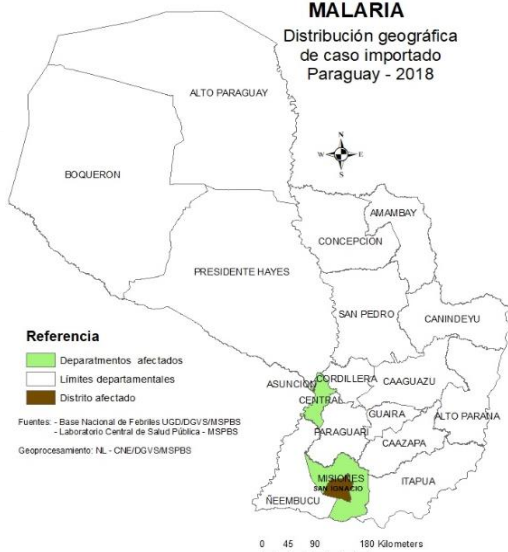 MALARIA
Distribución geográfica
de caso importado
Paraguay - 2018
N
W E
S
ALTO PARAGUAY
BOQUERON
AMAMBAY
CONCEPCION
PRESIDENTE HAYES
SAN PEDRO
CANINDEYU
Referencia
Deparatmentos afectados
Límites departamentales
Distrito afectado
Fuentes: - Base Nacional de Febriles UGD/DGVS/MSPBS
- Laboratorio Central de Salud Pública - MSPBS
Geoprocesamiento: NL - CNE/DGVS/MSPBS
ASUNCION
CORDILLERA
CAAGUAZU
CENTRAL
GUAIRA
ALTO PARANA
PARAGUARI
CAAZAPA
MISIONES
SAN IGNACIO
ITAPUA
ÑEEMBUCU
0 45 90 180 Kilometers